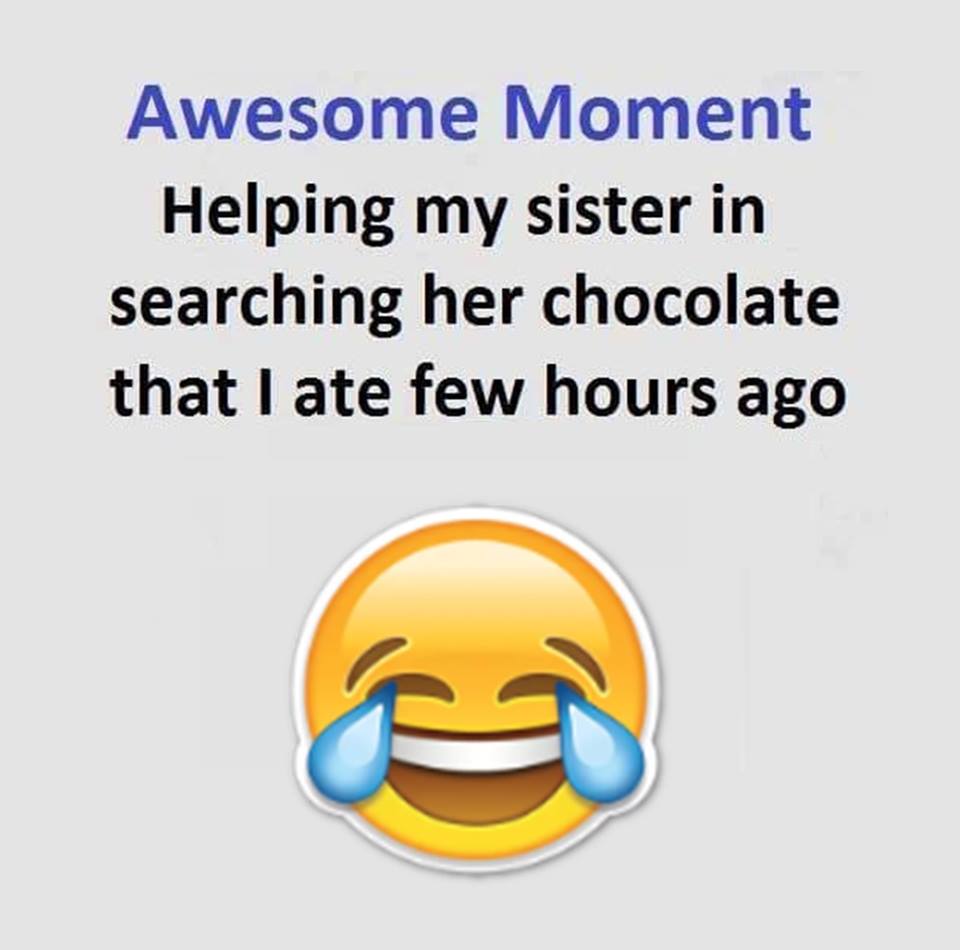 Awesome Moment
Helping my sister in
searching her chocolate
that I ate few hours ago